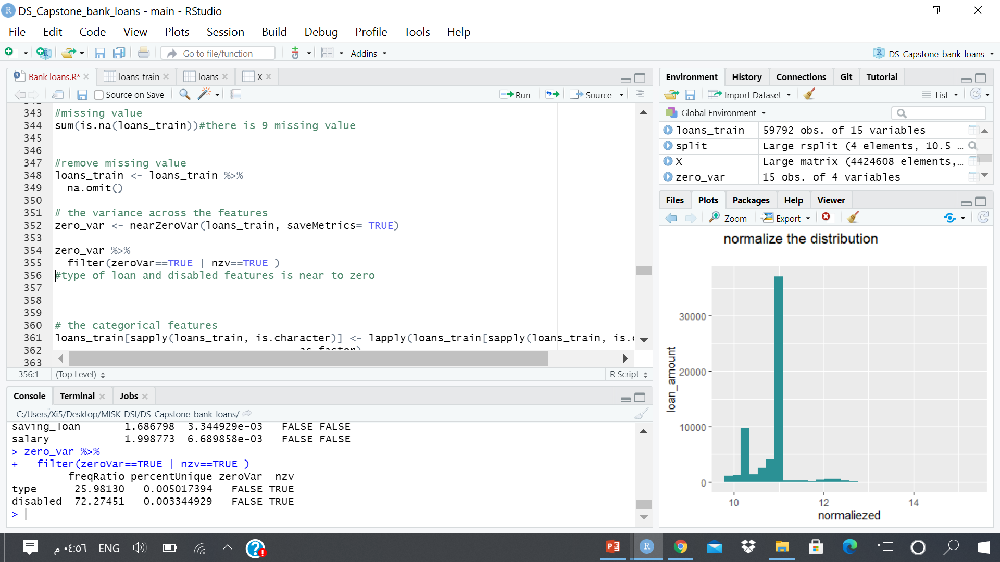 DS_Capstone_bank_loans - main - RStudio
File Edit Code View Plots Session Build Debug Profile Tools Help
Go to file/function Addins DS_Capstone_bank_loans
Bank loans.R* loans_train loans X
Source on Save Run Source
343 #missing value
344 sum(is.na(loans_train))#there is 9 missing value
345
346
347 #remove missing value
348 loans_train <- loans_train %>%
349 na.omit()
350
351 # the variance across the features
352 zero_var <- nearZeroVar(loans_train, saveMetrics= TRUE)
353
354 zero_var %>%
355 filter(zeroVar==TRUE | nzv==TRUE )
356 #type of loan and disabled features is near to zero
357
358
359
360 # the categorical features
361 loans_train[sapply(loans_train, is.character)] <- lapply(loans_train[sapply(loans_train, is.
362
363
356:1 (Top Level) R Script
Console Terminal Jobs
C:/Users/Xi5/Desktop/MISK_DSI/DS_Capstone_bank_loans/
saving_loan 1.686798 3.344929e-03 FALSE FALSE
salary 1.998773 6.689858e-03 FALSE FALSE
> zero_var %>%
+ filter(zeroVar==TRUE | nzv==TRUE )
freqRatio percentUnique zeroVar nzv
type 25.98130 0.005017394 FALSE TRUE
disabled 72.27451 0.003344929 FALSE TRUE
>
Environment History Connections Git Tutorial
Import Dataset List
Global Environment
loans_train 59792 obs. of 15 variables
split Large rsplit (4 elements, 10.5 …
X Large matrix (4424608 elements,…
zero_var 15 obs. of 4 variables
Files Plots Packages Help Viewer
Zoom Export
normalize the distribution
loan_amount
30000
20000
10000
0
10 12 14
normaliezed
٠٤:٥٦ م ENG